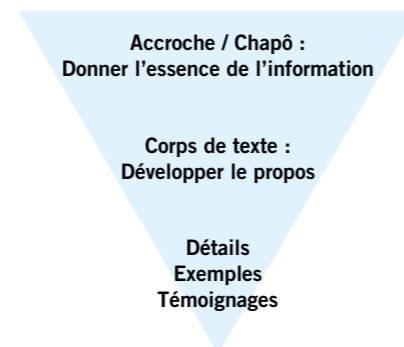 Accroche / Chapô :
Donner l’essence de l’information
Corps de texte :
Développer le propos
Détails
Exemples
Témoignages